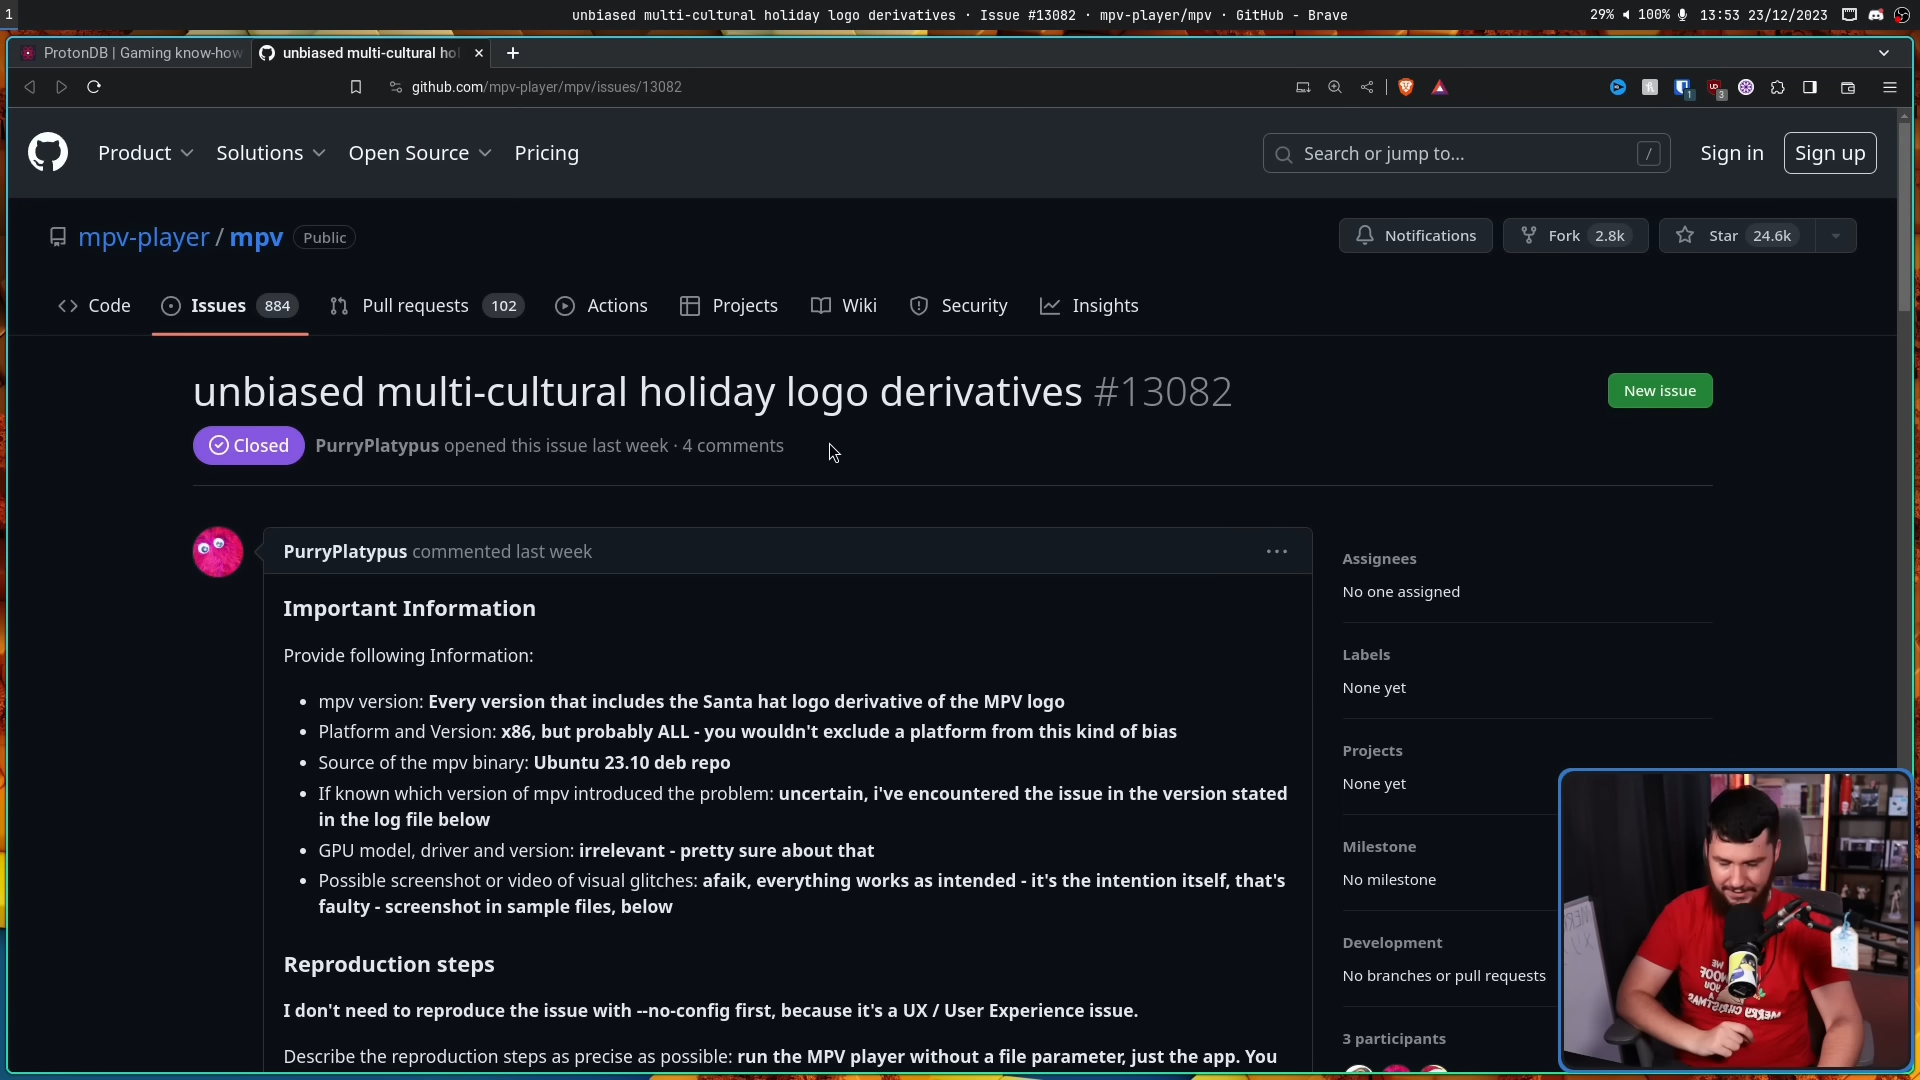 1
unbiased multi-cultural holiday logo derivatives · Issue #13082 · mpv-player/mpv · GitHub - Brave
29% 100% 13:53 23/12/2023
ProtonDB | Gaming know-how
unbiased multi-cultural hol
github.com/mpv-player/mpv/issues/13082
1
3
Product Solutions Open Source Pricing
Search or jump to... /
Sign in Sign up
mpv-player / mpv Public
Notifications Fork 2.8k Star 24.6k
Code Issues 884 Pull requests 102 Actions Projects Wiki Security Insights
unbiased multi-cultural holiday logo derivatives #13082
New issue
Closed PurryPlatypus opened this issue last week · 4 comments
PurryPlatypus commented last week
Important Information
Provide following Information:
• mpv version: Every version that includes the Santa hat logo derivative of the MPV logo
• Platform and Version: x86, but probably ALL - you wouldn't exclude a platform from this kind of bias
• Source of the mpv binary: Ubuntu 23.10 deb repo
• If known which version of mpv introduced the problem: uncertain, i've encountered the issue in the version stated
in the log file below
• GPU model, driver and version: irrelevant - pretty sure about that
• Possible screenshot or video of visual glitches: afaik, everything works as intended - it's the intention itself, that's
faulty - screenshot in sample files, below
Reproduction steps
I don't need to reproduce the issue with --no-config first, because it's a UX / User Experience issue.
Describe the reproduction steps as precise as possible: run the MPV player without a file parameter, just the app. You
Assignees
No one assigned
Labels
None yet
Projects
None yet
Milestone
No milestone
Development
No branches or pull requests
3 participants